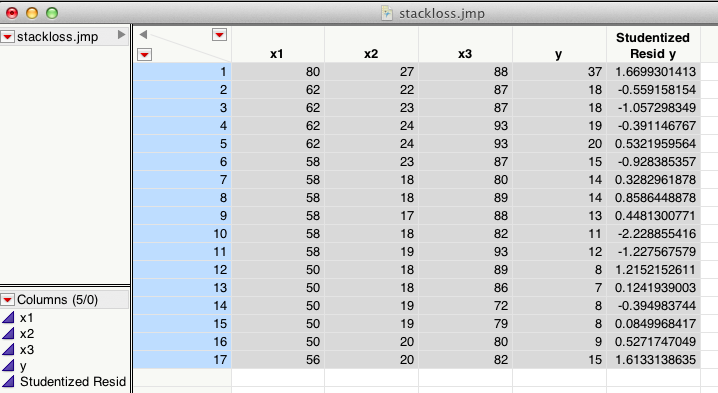 stackloss.jmp
stackloss.jmp
x1 x2 x3 y Studentized Resid y
1 80 27 88 37 1.6699301413
2 62 22 87 18 -0.559158154
3 62 23 87 18 -1.057298349
4 62 24 93 19 -0.391146767
5 62 24 93 20 0.5321959564
6 58 23 87 15 -0.928385357
7 58 18 80 14 0.3282961878
8 58 18 89 14 0.8586448878
9 58 17 88 13 0.4481300771
10 58 18 82 11 -2.228855416
11 58 19 93 12 -1.227567579
12 50 18 89 8 1.2152152611
13 50 18 86 7 0.1241939003
14 50 19 72 8 -0.394983744
15 50 19 79 8 0.0849968417
16 50 20 80 9 0.5271747049
17 56 20 82 15 1.6133138635
Columns (5/0)
x1
x2
x3
y
Studentized Resid